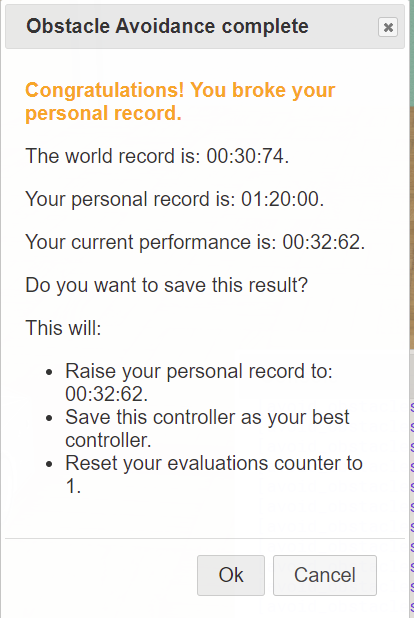 Obstacle Avoidance complete
Congratulations! You broke your
personal record.
The world record is: 00:30:74.
Your personal record is: 01:20:00.
Your current performance is: 00:32:62.
Do you want to save this result?
This will:
• Raise your personal record to:
00:32:62.
• Save this controller as your best
controller.
• Reset your evaluations counter to
1.
Ok
Cancel